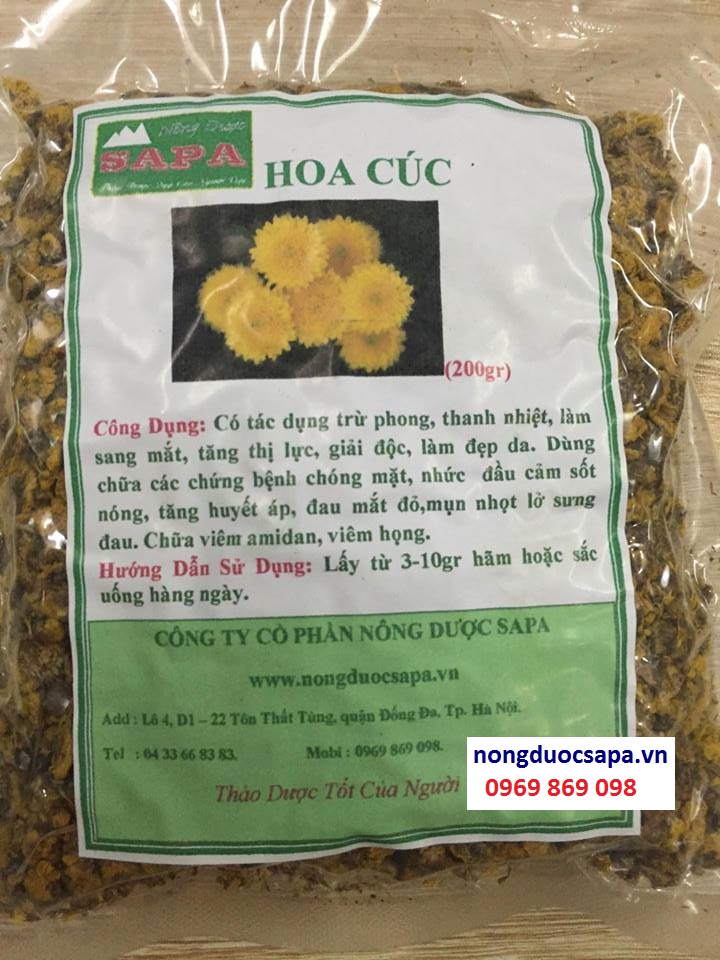 Nông Dược
SAPA
HOA CÚC
(200gr)
Công Dụng: Có tác dụng trừ phong, thanh nhiệt, làm
sang mắt, tăng thị lực, giải độc, làm đẹp da. Dùng
chữa các chứng bệnh chóng mặt, nhức đầu cảm sốt
nóng, tăng huyết áp, đau mắt đỏ,mụn nhọt lở sưng
đau. Chữa viêm amidan, viêm họng.
Hướng Dẫn Sử Dụng: Lấy từ 3-10gr hãm hoặc sắc
uống hàng ngày.
CÔNG TY CỔ PHẦN NÔNG DƯỢC SAPA
www.nongduocsapa.vn
Add : Lô 4, D1 – 22 Tôn Thất Tùng, quận Đống Đa, Tp. Hà Nội.
Tel : 04 33 66 83 83. Mobi : 0969 869 098.
Thảo Dược Tốt Của Người
nongduocsapa.vn
0969 869 098